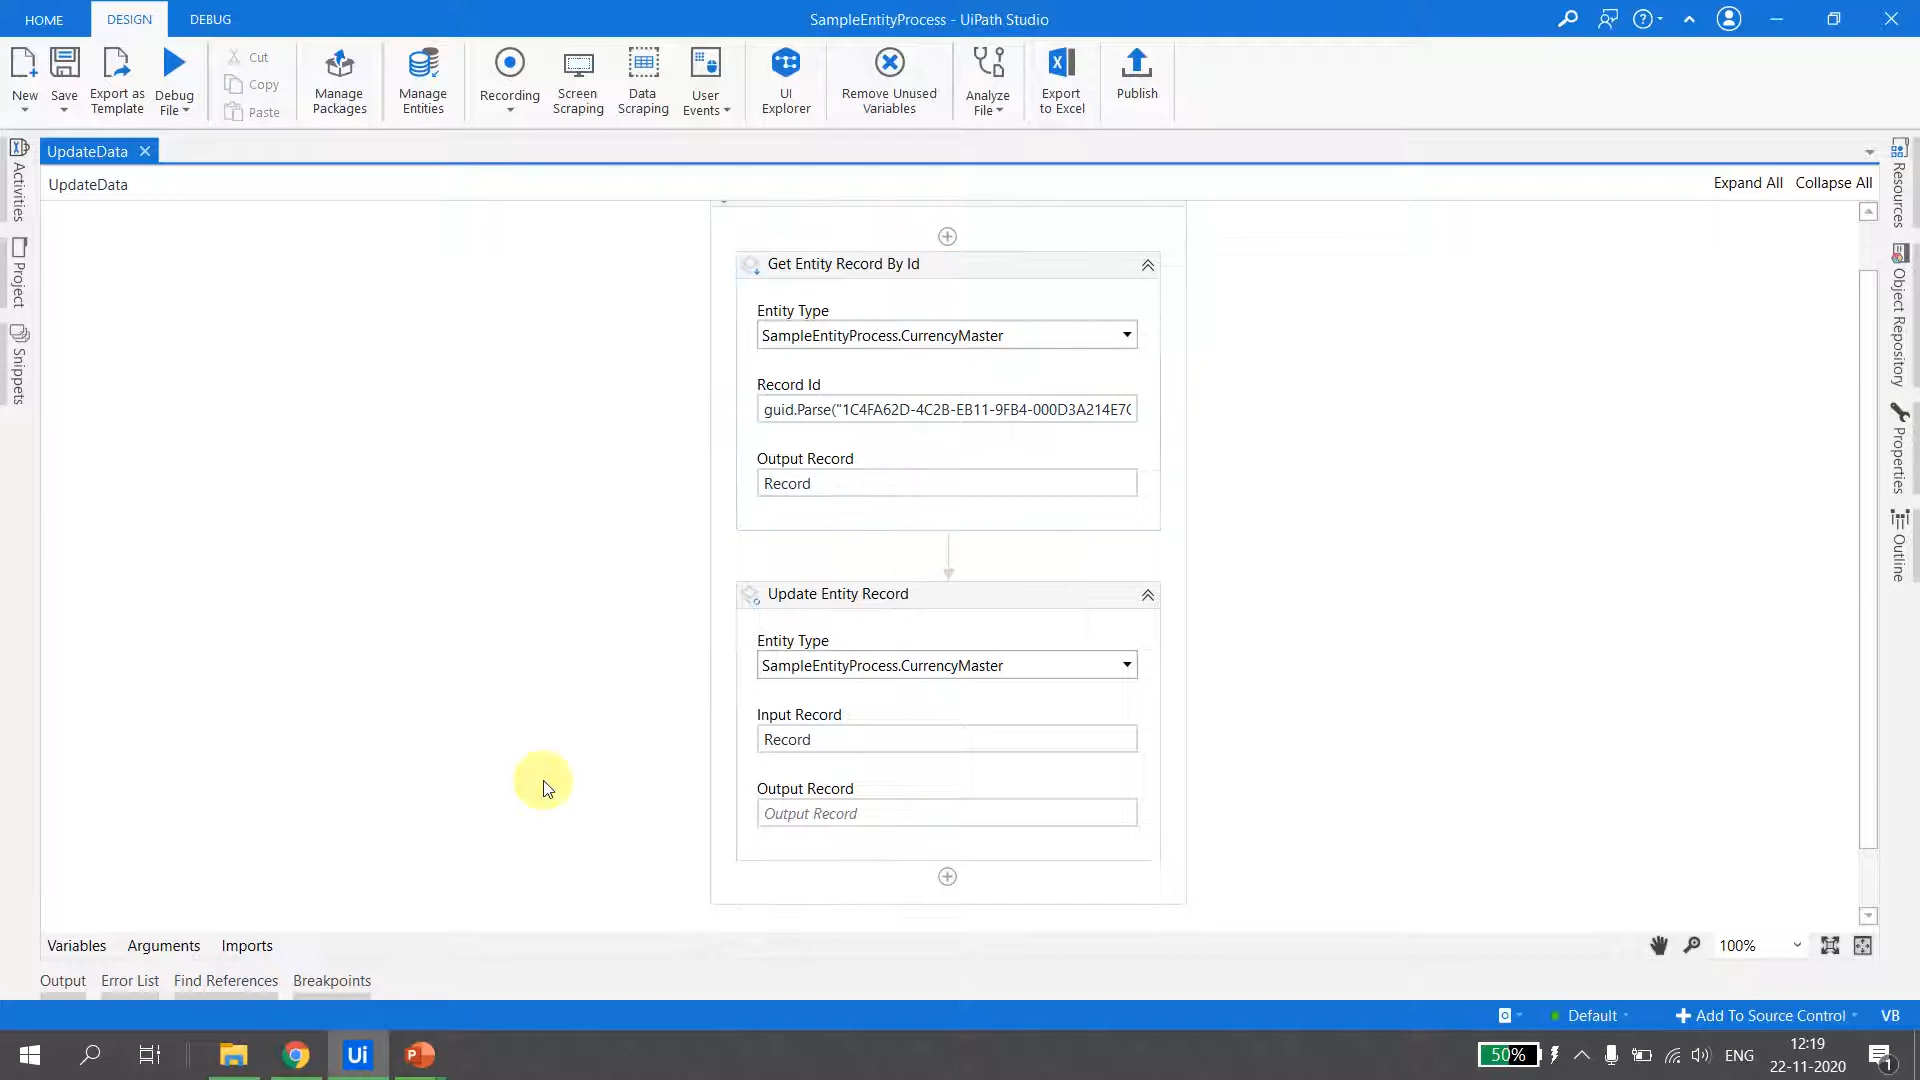 HOME
DESIGN
DEBUG
SampleEntityProcess - UiPath Studio
New
Save
Export as
Template
Debug
File
Cut
Copy
Paste
Manage
Packages
Manage
Entities
Recording
Screen
Scraping
Data
Scraping
User
Events
UI
Explorer
Remove Unused
Variables
Analyze
File
Export
to Excel
Publish
UpdateData
UpdateData
Expand All
Collapse All
Activities
Project
Snippets
Resources
Object Repository
Properties
Outline
Get Entity Record By Id
Entity Type
SampleEntityProcess.CurrencyMaster
Record Id
guid.Parse("1C4FA62D-4C2B-EB11-9FB4-000D3A214E7
Output Record
Record
Update Entity Record
Entity Type
SampleEntityProcess.CurrencyMaster
Input Record
Record
Output Record
Output Record
Variables
Arguments
Imports
100%
Output
Error List
Find References
Breakpoints
Default
Add To Source Control
VB
Ui
P
50%
ENG
12:19
22-11-2020
1